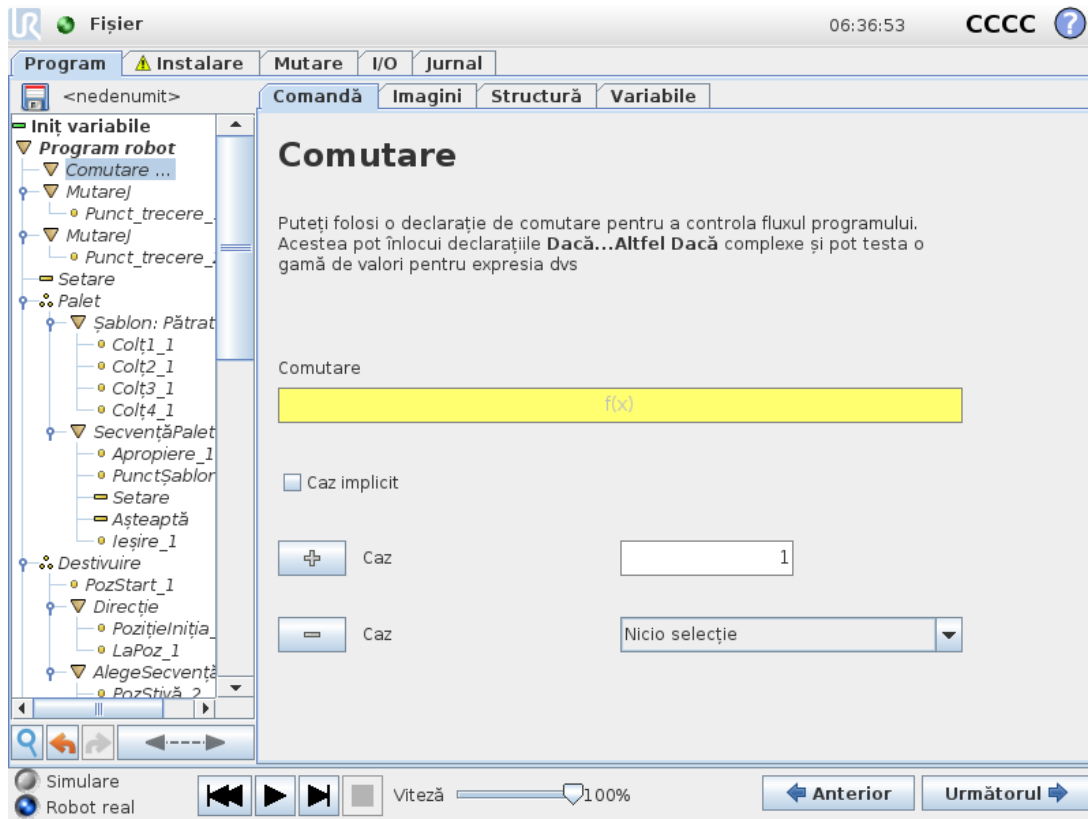 Fișier
06:36:53
CCCC
?
Program
Instalare
Mutare
I/O
Jurnal
<nedenumit>
Comandă
Imagini
Structură
Variabile
Iniț variabile
Program robot
Comutare ...
MutareJ
Punct_trecere_
MutareJ
Punct_trecere_
Setare
Palet
Șablon: Pătrat
Colț1_1
Colț2_1
Colț3_1
Colț4_1
SecvențăPalet
Apropiere_1
PunctȘablon
Setare
Așteaptă
Ieșire_1
Destivuire
PozStart_1
Direcție
PozițieIniția_
LaPoz_1
AlegeSecvență
PozStivă_2
Comutare
Puteți folosi o declarație de comutare pentru a controla fluxul programului.
Acestea pot înlocui declarațiile Dacă...Altfel Dacă complexe și pot testa o
gamă de valori pentru expresia dvs
Comutare
f(x)
Caz implicit
Caz
1
Caz
Nicio selecție
Simulare
Robot real
Viteză
100%
Anterior
Următorul